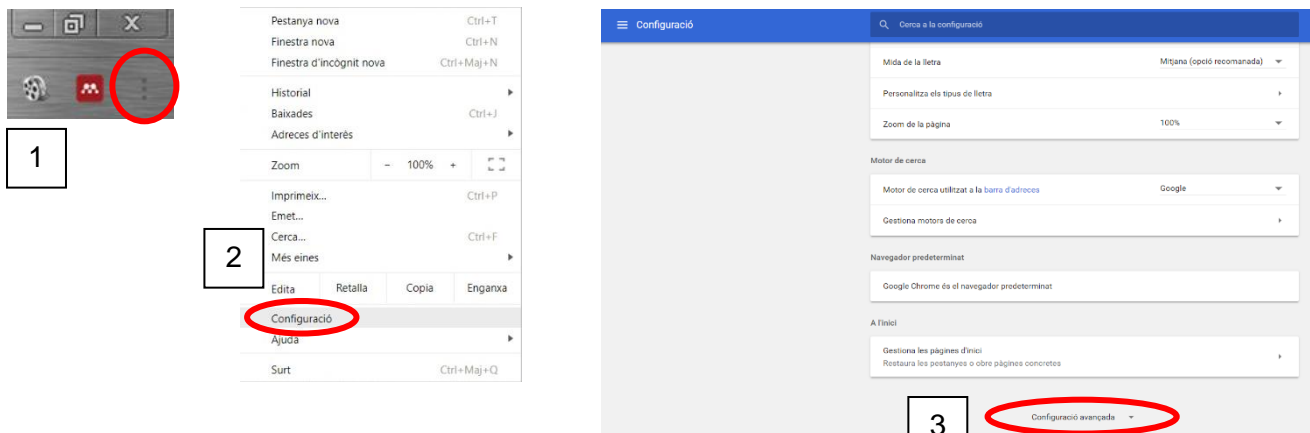 1
Pestanya nova Ctrl+T
Finestra nova Ctrl+N
Finestra d'incògnit nova Ctrl+Maj+N
Historial
Baixades Ctrl+J
Adreces d'interès
Zoom - 100% +
Imprimeix... Ctrl+P
Emet...
Cerca... Ctrl+F
Més eines
2
Edita Retalla Copia Enganxa
Configuració
Ajuda
Surt Ctrl+Maj+Q
Configuració
Cerca a la configuració
Mida de la lletra Mitjana (opció recomanada)
Personalitza els tipus de lletra
Zoom de la pàgina 100%
Motor de cerca
Motor de cerca utilitzat a la barra d'adreces Google
Gestiona motors de cerca
Navegador predeterminat
Google Chrome és el navegador predeterminat
A l'inici
Gestiona les pàgines d'inici
Restaura les pestanyes o obre pàgines concretes
3
Configuració avançada